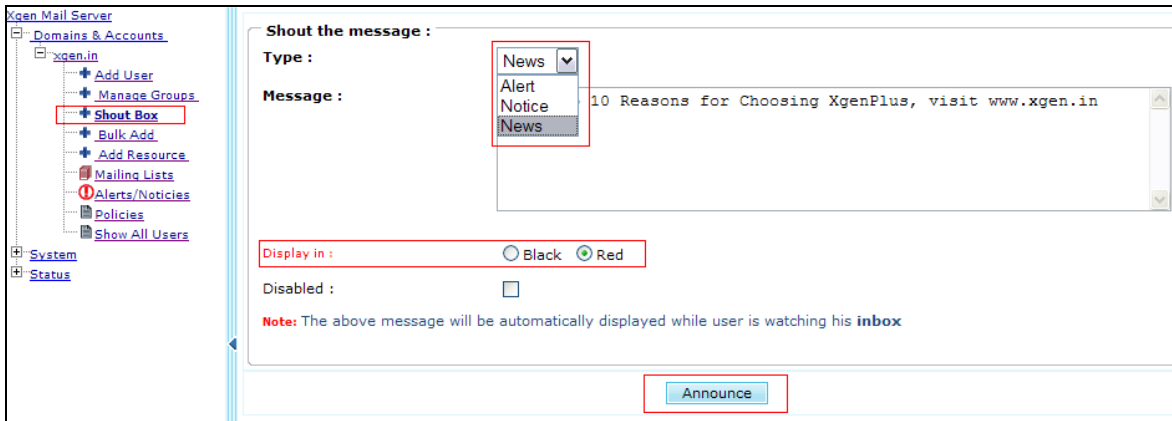 Xgen Mail Server
Domains & Accounts
xgen.in
Add User
Manage Groups
Shout Box
Bulk Add
Add Resource
Mailing Lists
Alerts/Noticies
Policies
Show All Users
System
Status
Shout the message :
Type :
News
Alert
Notice
News
Message :
10 Reasons for Choosing XgenPlus, visit www.xgen.in
Display in :
Black Red
Disabled :
Note: The above message will be automatically displayed while user is watching his inbox
Announce